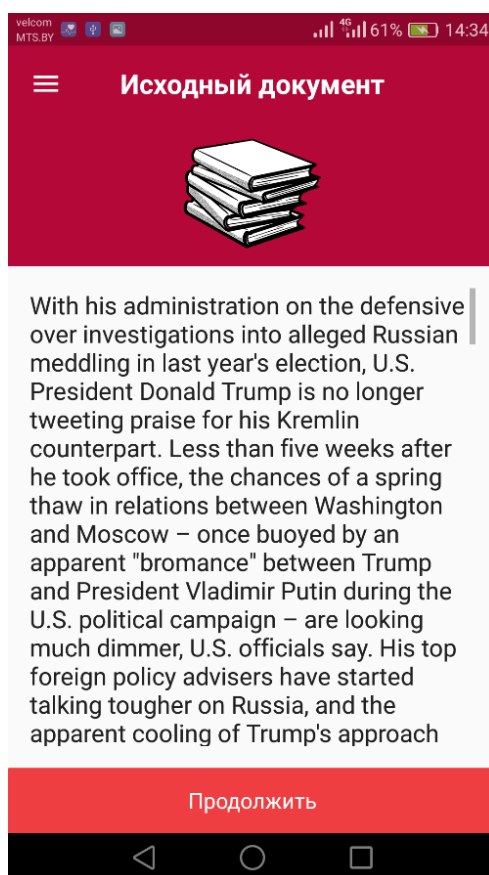 velcom
MTS.BY
4G 61% 14:34
Исходный документ
With his administration on the defensive
over investigations into alleged Russian
meddling in last year's election, U.S.
President Donald Trump is no longer
tweeting praise for his Kremlin
counterpart. Less than five weeks after
he took office, the chances of a spring
thaw in relations between Washington
and Moscow – once buoyed by an
apparent "bromance" between Trump
and President Vladimir Putin during the
U.S. political campaign – are looking
much dimmer, U.S. officials say. His top
foreign policy advisers have started
talking tougher on Russia, and the
apparent cooling of Trump's approach
Продолжить